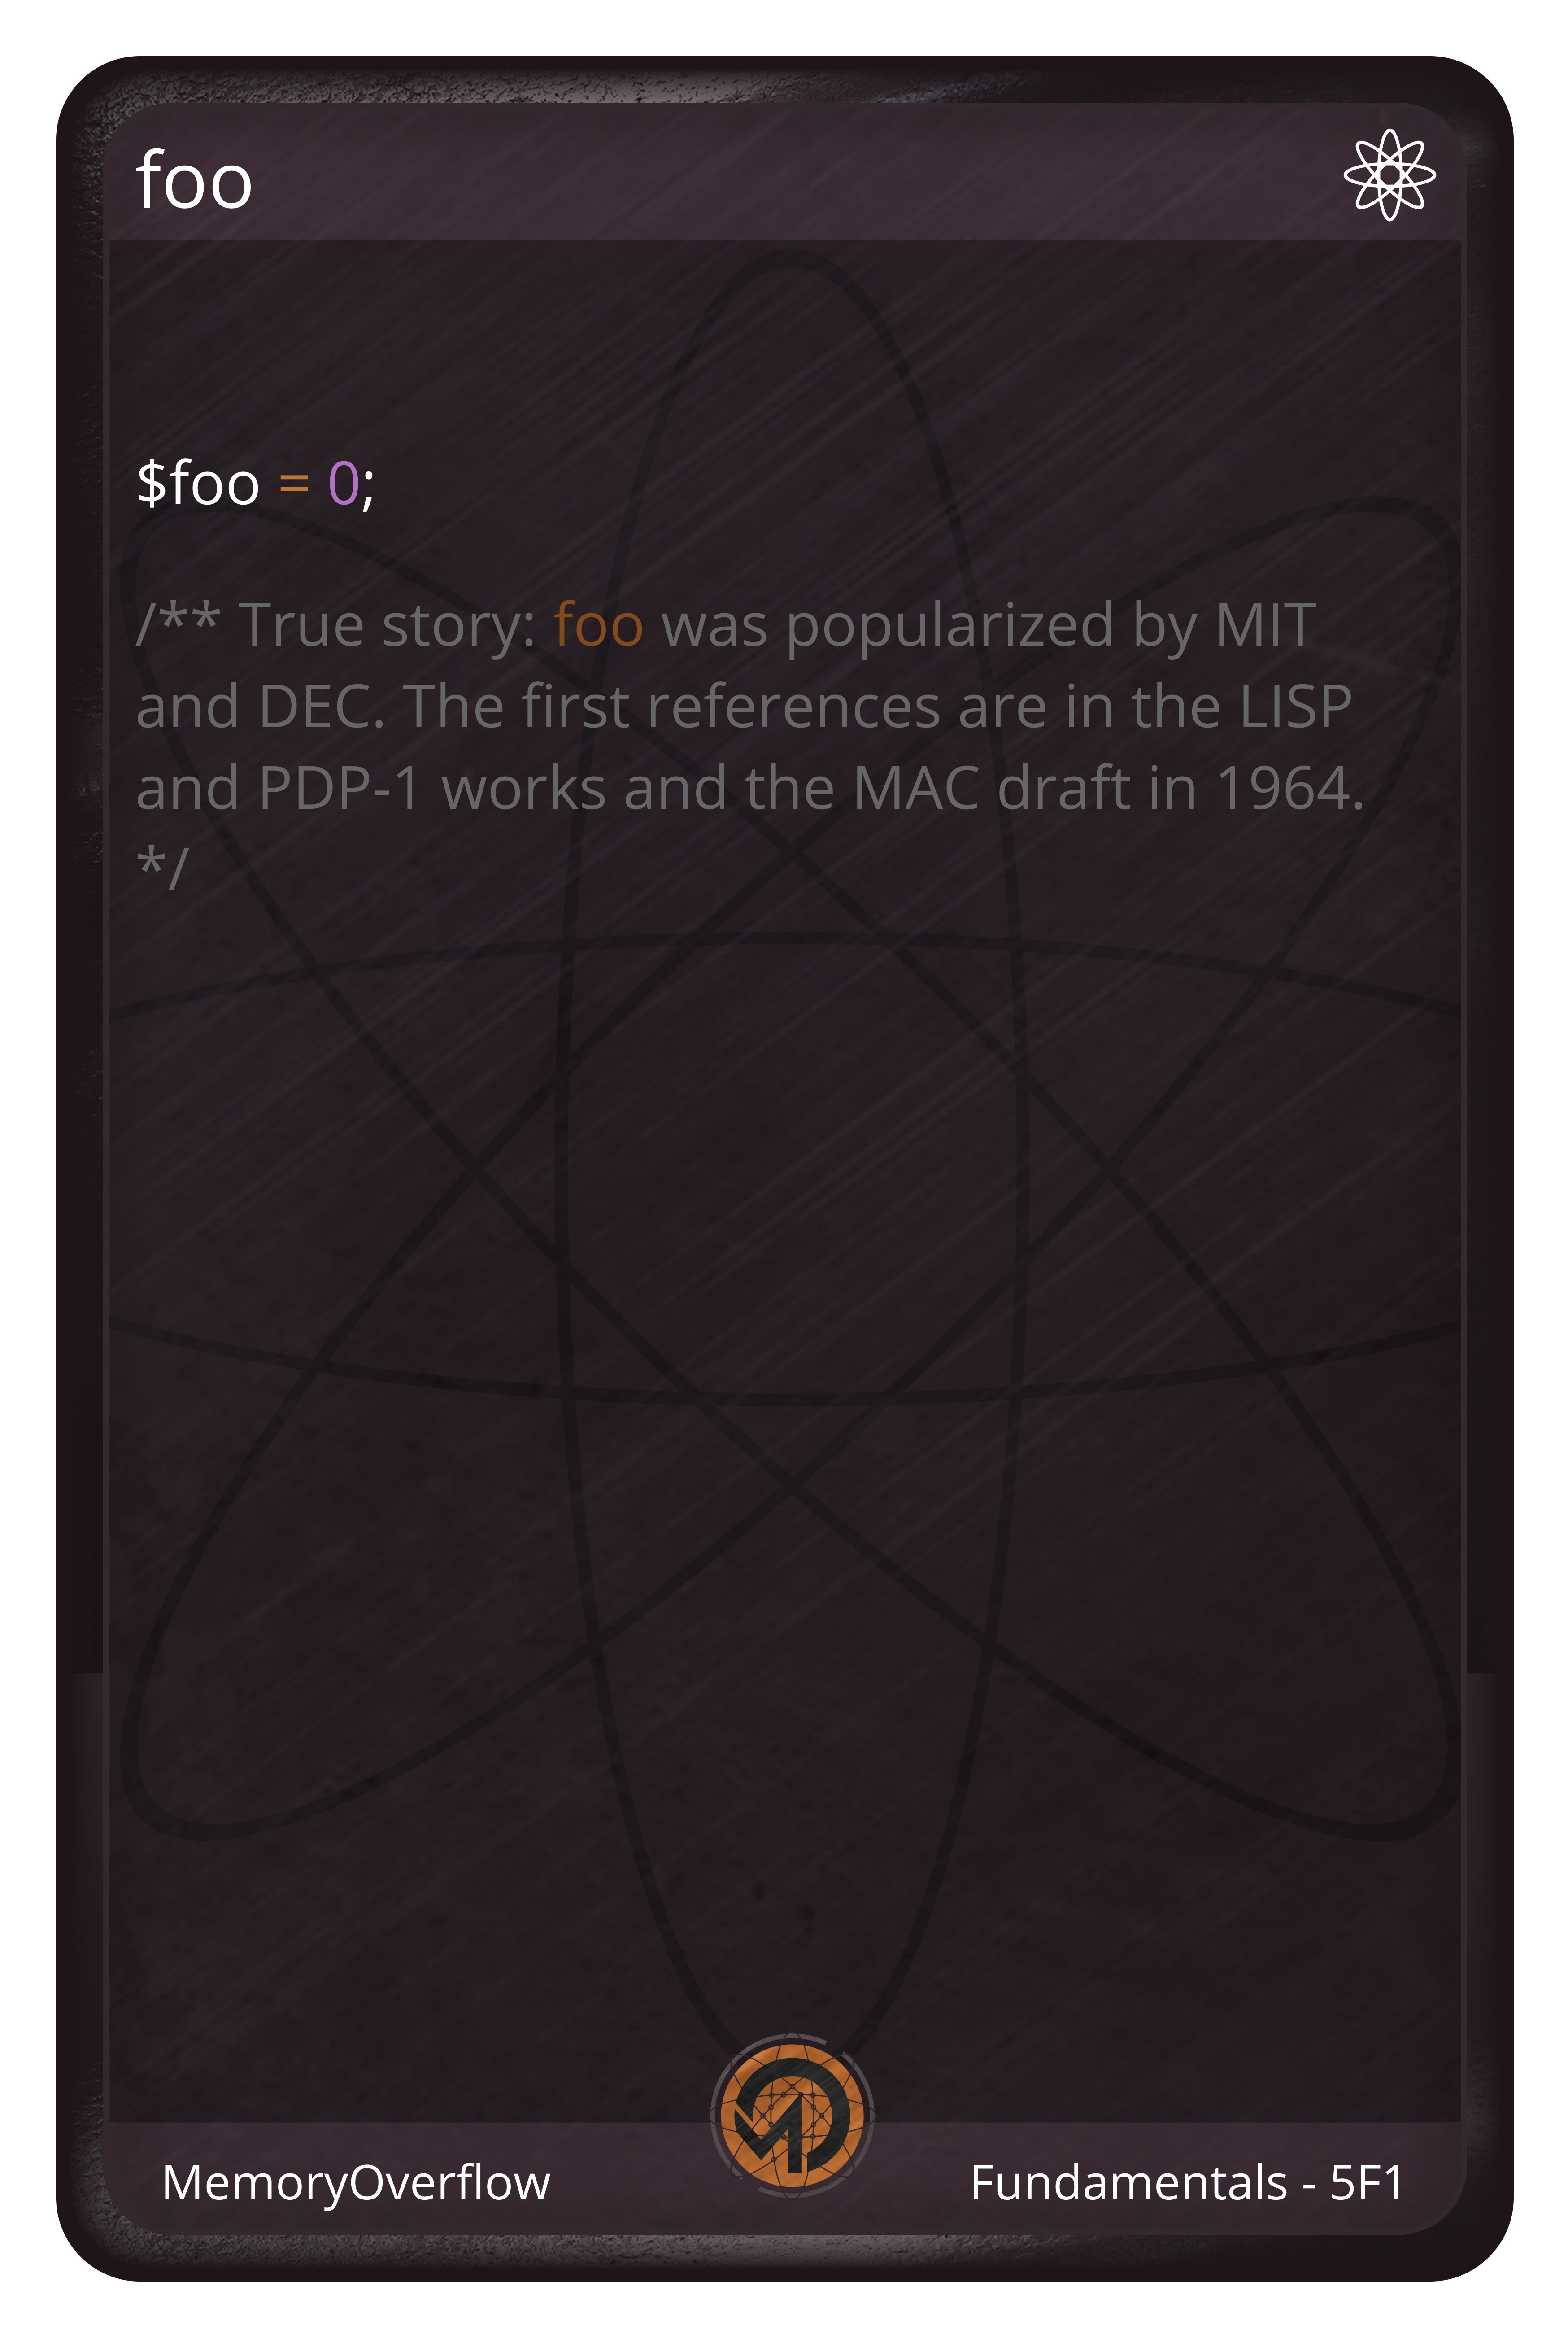 foo
$foo = 0;
/** True story: foo was popularized by MIT
and DEC. The first references are in the LISP
and PDP-1 works and the MAC draft in 1964.
*/
MemoryOverflow
Fundamentals - 5F1